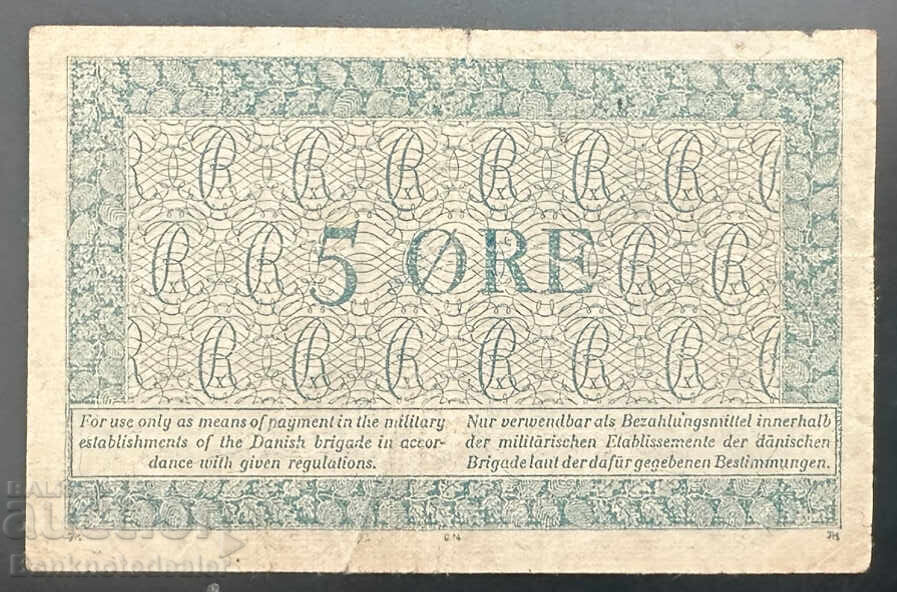 5 ØRE
For use only as means of payment in the military
establishments of the Danish brigade in accor-
dance with given regulations.
Nur verwendbar als Bezahlungsmittel innerhalb
der militärischen Etablissemente der dänischen
Brigade laut der dafür gegebenen Bestimmungen.
auction
Banknotedealer